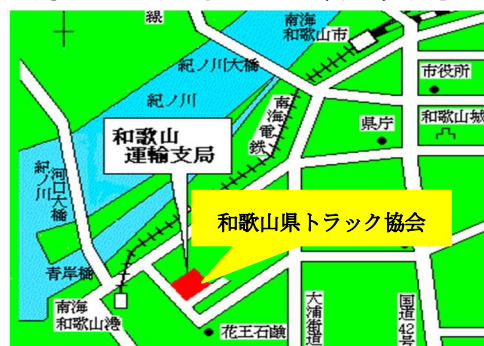 線
南海
和歌山市
紀ノ川大橋
市役所
紀ノ川
南海電鉄
県庁
和歌山城
和歌山
運輸支局
紀ノ川
河口大橋
和歌山県トラック協会
青岸橋
南海
和歌山港
花王石鹸
大浦街道
国道42号